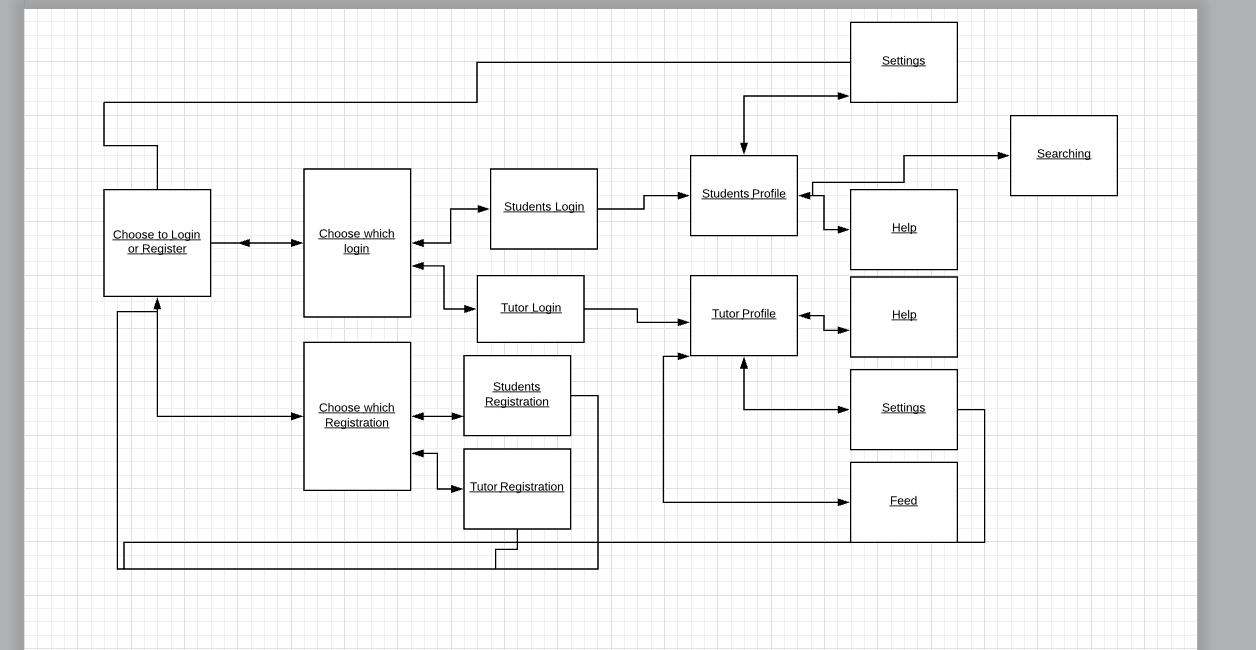 Settings
Searching
Choose to Login
or Register
Choose which
login
Students Login
Students Profile
Help
Tutor Login
Tutor Profile
Help
Choose which
Registration
Students
Registration
Settings
Tutor Registration
Feed